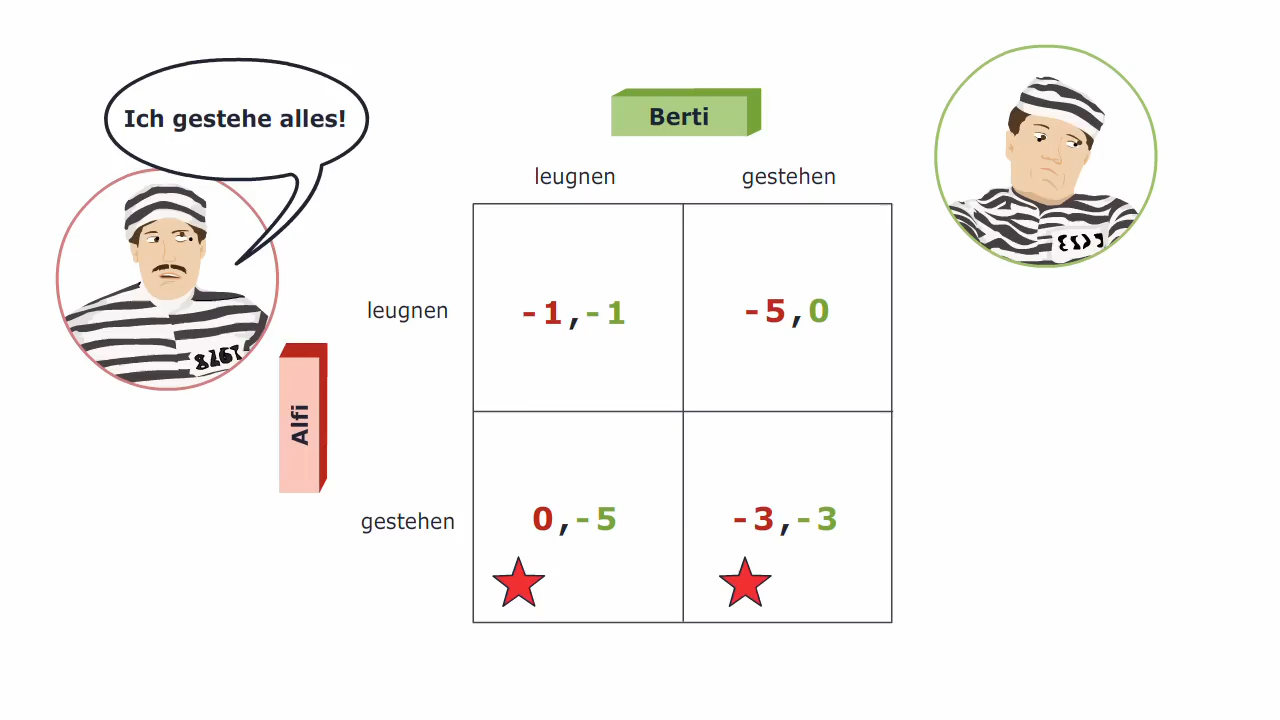 Ich gestehe alles!
Berti
leugnen gestehen
leugnen -1,-1 -5,0
Alfi
gestehen 0,-5 -3,-3